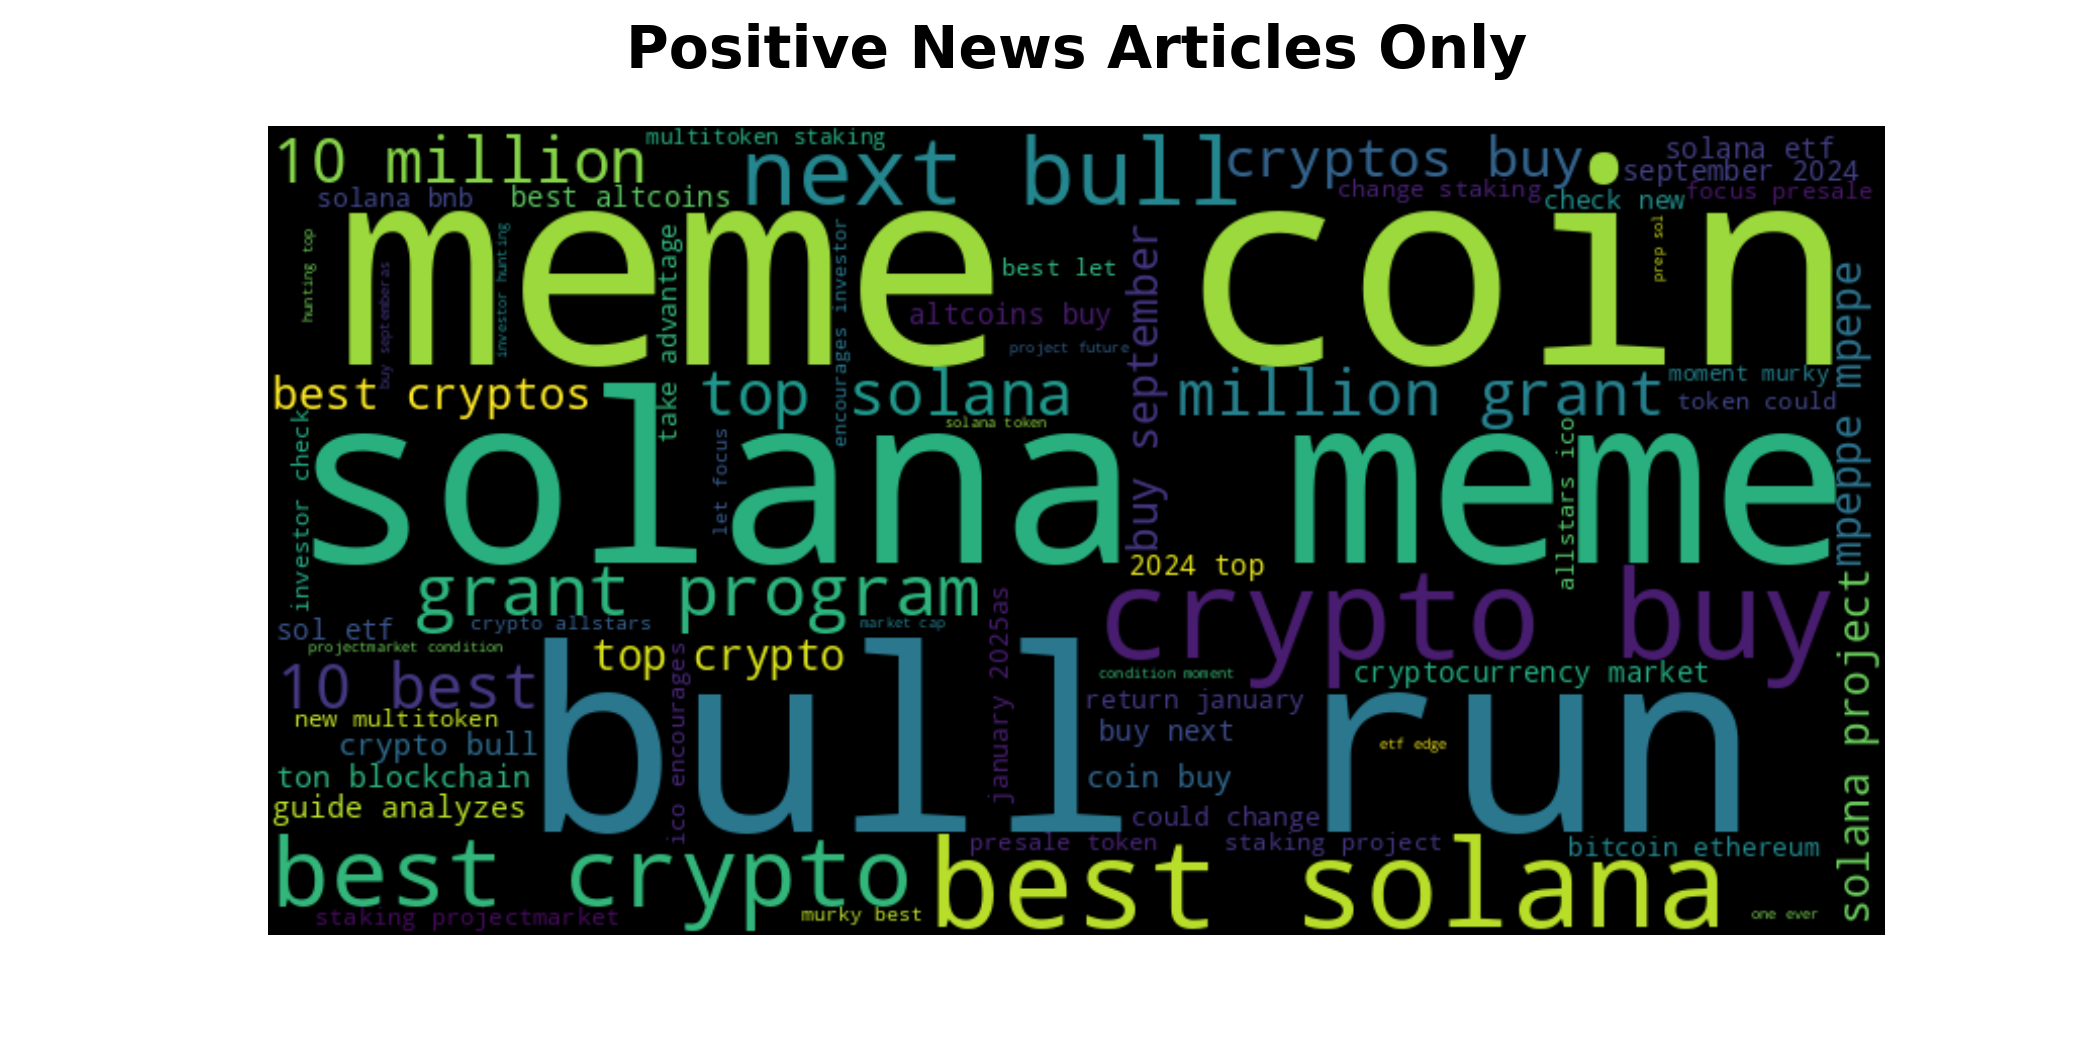 Positive News Articles Only
multitoken staking
10 million
next bull
cryptos buy
solana etf
september 2024
solana bnb
best altcoins
change staking
check new
focus presale
meme coin
hunting top
buy septemberas
investor hunting
take advantage
encourages investor
best let
altcoins buy
project future
buy september
prep sol
mpeppe mpepe
best cryptos
top solana
million grant
moment murky
token could
solana token
investor check
solana meme
let focus
allstars ico
2024 top
grant program
crypto buy
sol etf
crypto allstars
market cap
projectmarket condition
top crypto
january 2025as
solana project
10 best
condition moment
cryptocurrency market
return january
new multitoken
ico encourages
bull run
crypto bull
buy next
etf edge
ton blockchain
coin buy
guide analyzes
could change
best crypto
presale token
staking project
best solana
bitcoin ethereum
staking projectmarket
murky best
one ever